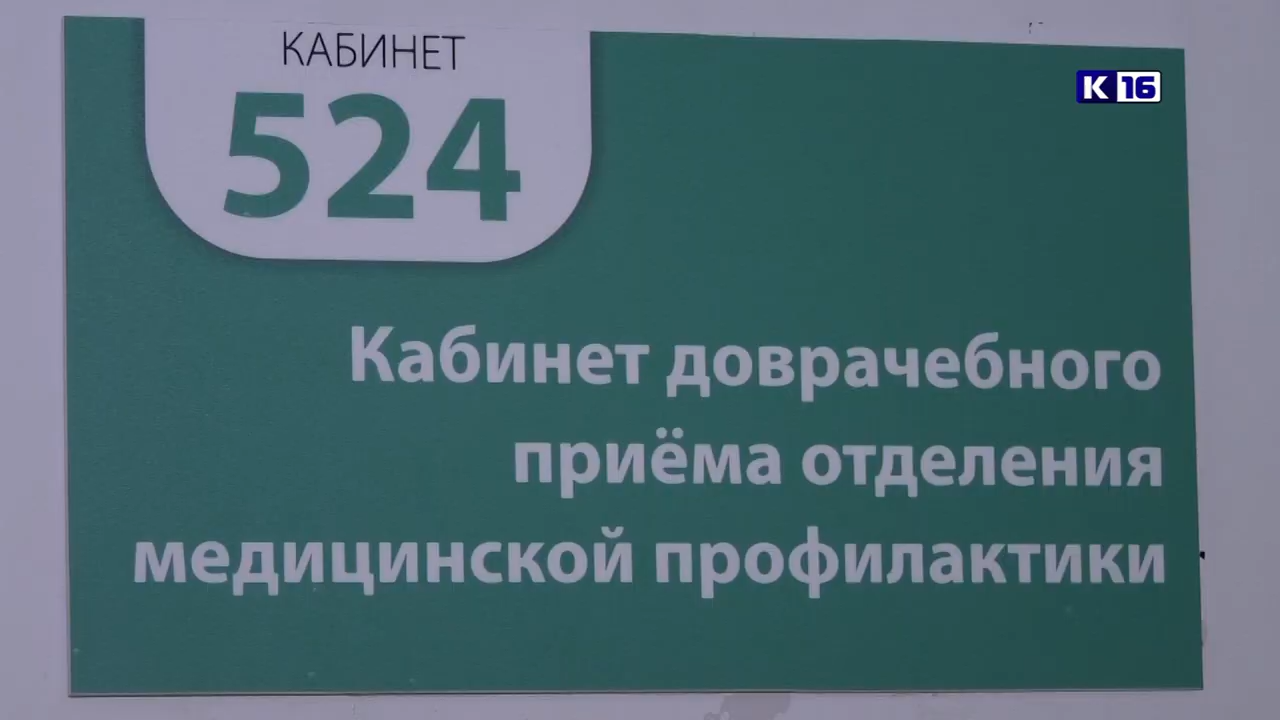 КАБИНЕТ
524
К 16
Кабинет доврачебного
приёма отделения
медицинской профилактики